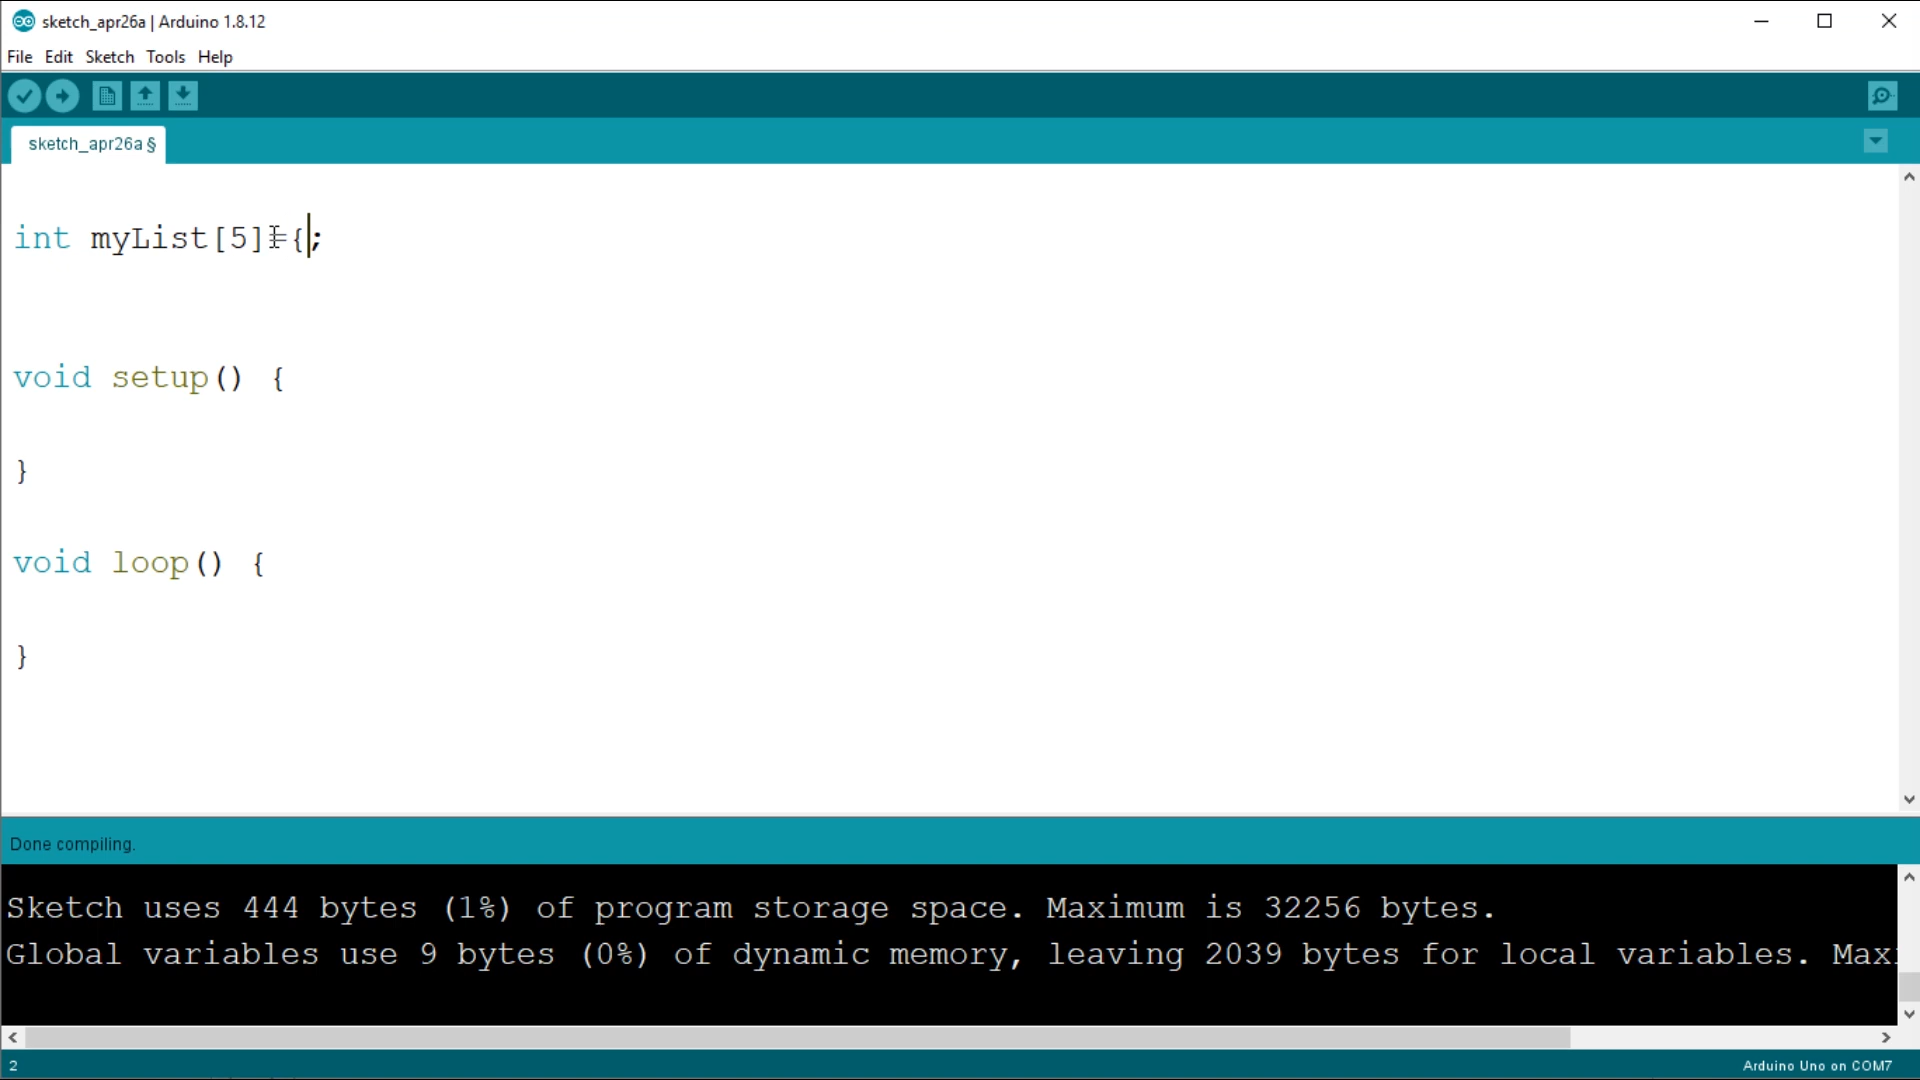 sketch_apr26a | Arduino 1.8.12
File Edit Sketch Tools Help
sketch_apr26a §
int myList[5]={;
void setup() {
}
void loop() {
}
Done compiling.
Sketch uses 444 bytes (1%) of program storage space. Maximum is 32256 bytes.
Global variables use 9 bytes (0%) of dynamic memory, leaving 2039 bytes for local variables. Maxi
2
Arduino Uno on COM7